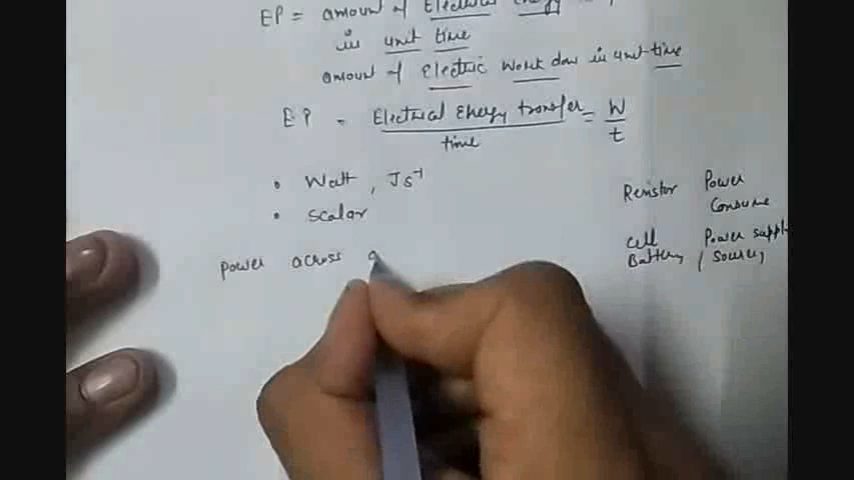 EP = amount of Electrical Energy
in unit time
amount of Electric Work done in unit time
EP = Electrical Energy transfer = W
time t
• Watt , Js⁻¹
• Scalar
Power across a
Resistor Power
Consume
Cell Power supply
Battery / Source,